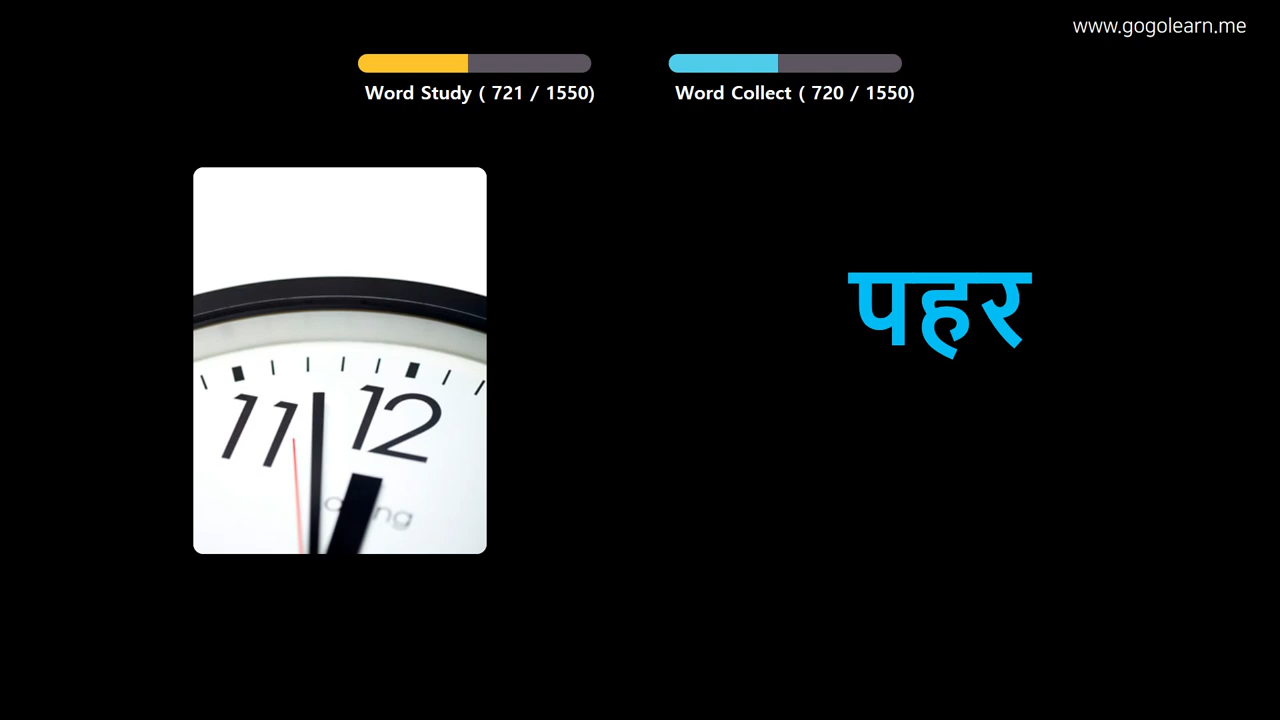 www.gogolearn.me
Word Study ( 721 / 1550)
Word Collect ( 720 / 1550)
पहर
11
12